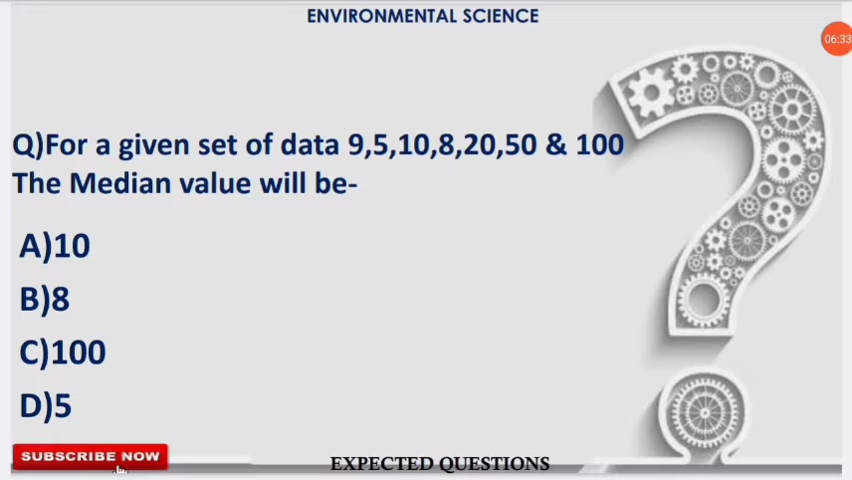 ENVIRONMENTAL SCIENCE
06:33
Q)For a given set of data 9,5,10,8,20,50 & 100
The Median value will be-
A)10
B)8
C)100
D)5
SUBSCRIBE NOW
EXPECTED QUESTIONS